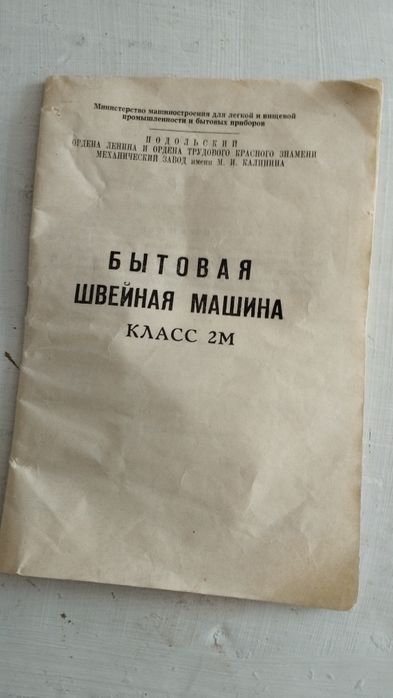 Министерство машиностроения для легкой и пищевой
промышленности и бытовых приборов
ПОДОЛЬСКИЙ
ОРДЕНА ЛЕНИНА И ОРДЕНА ТРУДОВОГО КРАСНОГО ЗНАМЕНИ
МЕХАНИЧЕСКИЙ ЗАВОД имени М. И. КАЛИНИНА
БЫТОВАЯ
ШВЕЙНАЯ МАШИНА
КЛАСС 2М